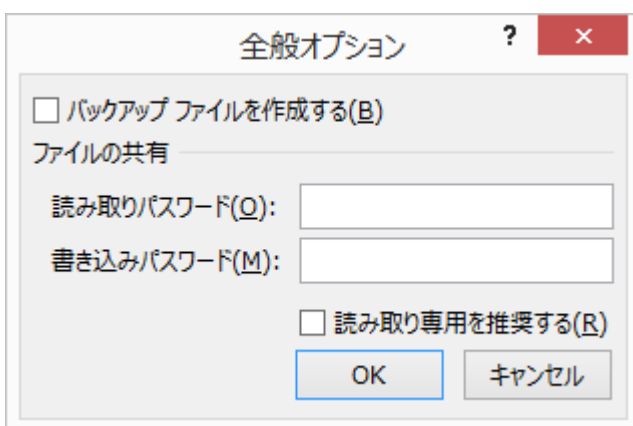 全般オプション ? ×
バックアップ ファイルを作成する(B)
ファイルの共有
読み取りパスワード(O):
書き込みパスワード(M):
読み取り専用を推奨する(R)
OK キャンセル